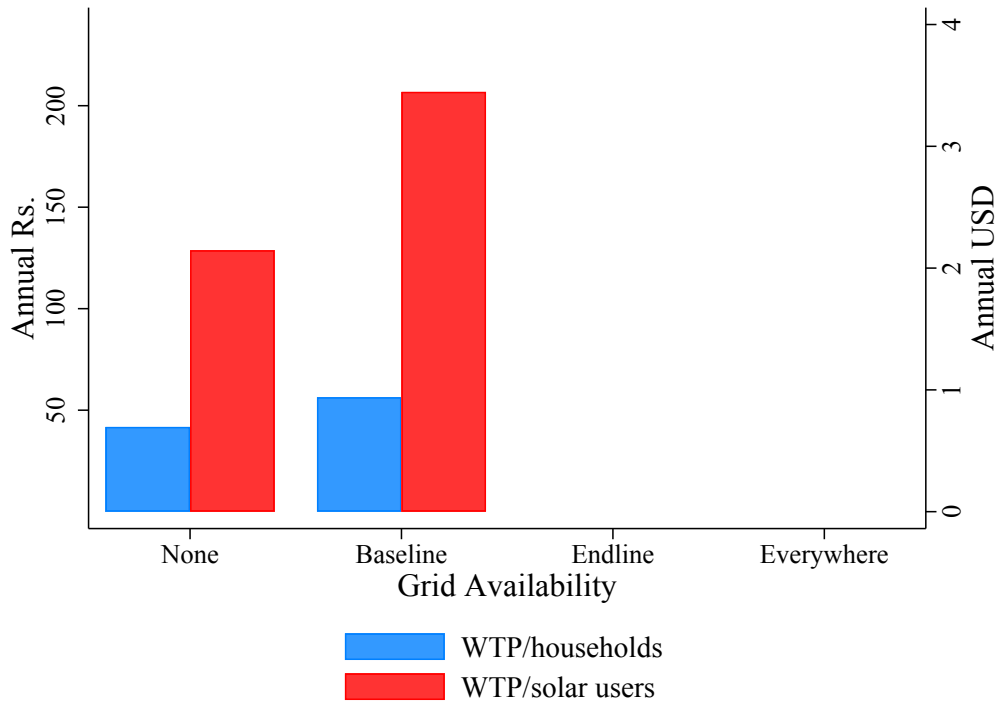 Annual Rs.
200
150
100
50
4
3
2
1
0
Annual USD
None Baseline Endline Everywhere
Grid Availability
WTP/households
WTP/solar users